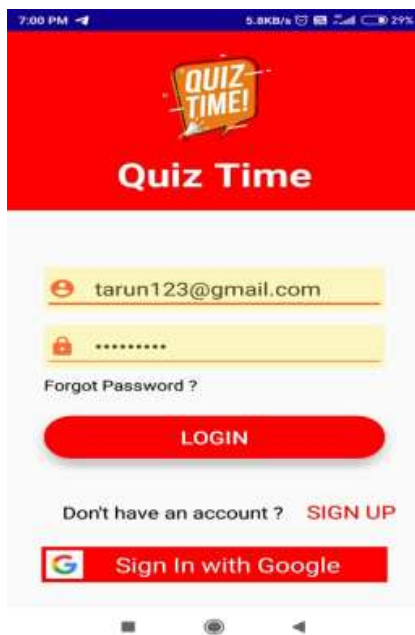 7:00 PM 5.8KB/s 29%
QUIZ
TIME!
Quiz Time
tarun123@gmail.com
•••••••••
Forgot Password ?
LOGIN
Don't have an account ? SIGN UP
G Sign In with Google